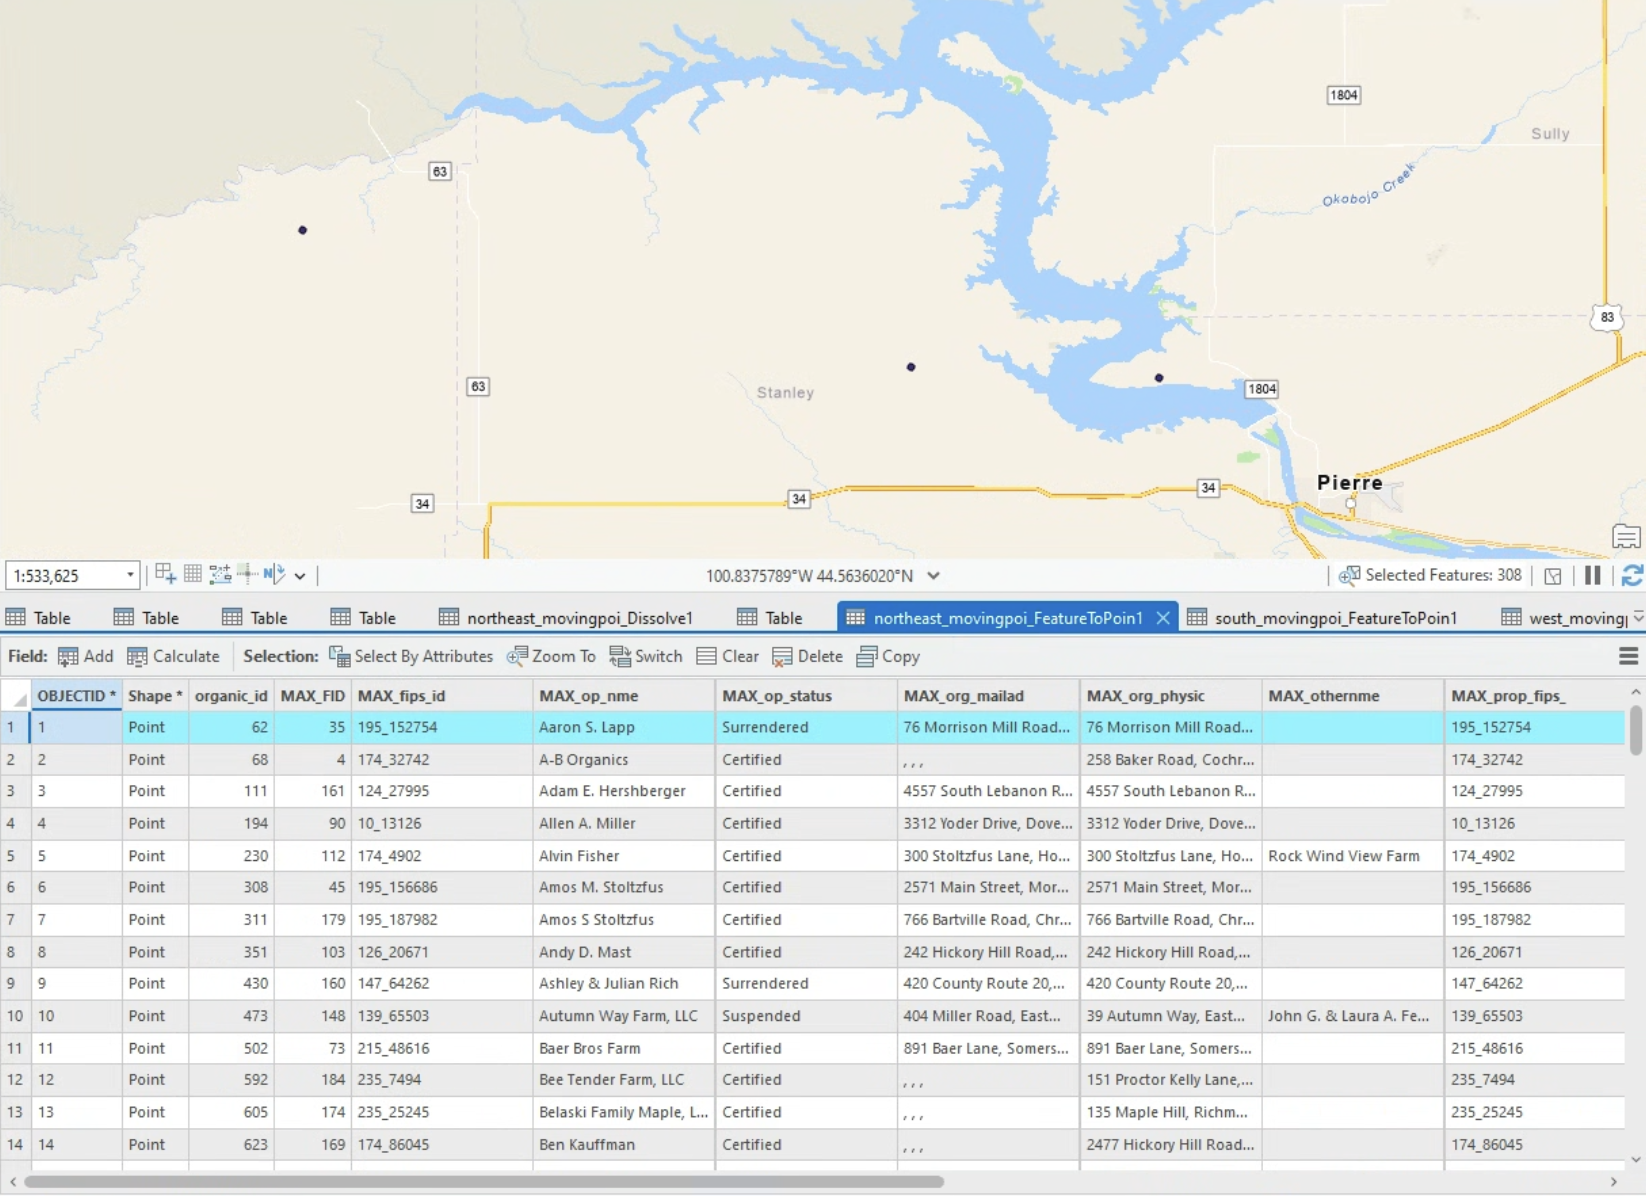 1804
Sully
Okobojo Creek
63
83
63
Stanley
1804
Pierre
34
34
34
1:533,625
100.8375789°W 44.5636020°N
Selected Features: 308
Table
Table
Table
Table
northeast_movingpoi_Dissolve1
Table
northeast_movingpoi_FeatureToPoin1
south_movingpoi_FeatureToPoin1
west_movingp
Field: Add Calculate Selection: Select By Attributes Zoom To Switch Clear Delete Copy
OBJECTID * Shape * organic_id MAX_FID MAX_fips_id MAX_op_nme MAX_op_status MAX_org_mailad MAX_org_physic MAX_othernme MAX_prop_fips_
1 1 Point 62 35 195_152754 Aaron S. Lapp Surrendered 76 Morrison Mill Road... 76 Morrison Mill Road... 195_152754
2 2 Point 68 4 174_32742 A-B Organics Certified , , , 258 Baker Road, Cochr... 174_32742
3 3 Point 111 161 124_27995 Adam E. Hershberger Certified 4557 South Lebanon R... 4557 South Lebanon R... 124_27995
4 4 Point 194 90 10_13126 Allen A. Miller Certified 3312 Yoder Drive, Dove... 3312 Yoder Drive, Dove... 10_13126
5 5 Point 230 112 174_4902 Alvin Fisher Certified 300 Stoltzfus Lane, Ho... 300 Stoltzfus Lane, Ho... Rock Wind View Farm 174_4902
6 6 Point 308 45 195_156686 Amos M. Stoltzfus Certified 2571 Main Street, Mor... 2571 Main Street, Mor... 195_156686
7 7 Point 311 179 195_187982 Amos S Stoltzfus Certified 766 Bartville Road, Chr... 766 Bartville Road, Chr... 195_187982
8 8 Point 351 103 126_20671 Andy D. Mast Certified 242 Hickory Hill Road,... 242 Hickory Hill Road,... 126_20671
9 9 Point 430 160 147_64262 Ashley & Julian Rich Surrendered 420 County Route 20,... 420 County Route 20,... 147_64262
10 10 Point 473 148 139_65503 Autumn Way Farm, LLC Suspended 404 Miller Road, East... 39 Autumn Way, East... John G. & Laura A. Fe... 139_65503
11 11 Point 502 73 215_48616 Baer Bros Farm Certified 891 Baer Lane, Somers... 891 Baer Lane, Somers... 215_48616
12 12 Point 592 184 235_7494 Bee Tender Farm, LLC Certified , , , 151 Proctor Kelly Lane,... 235_7494
13 13 Point 605 174 235_25245 Belaski Family Maple, L... Certified , , , 135 Maple Hill, Richm... 235_25245
14 14 Point 623 169 174_86045 Ben Kauffman Certified , , , 2477 Hickory Hill Road... 174_86045